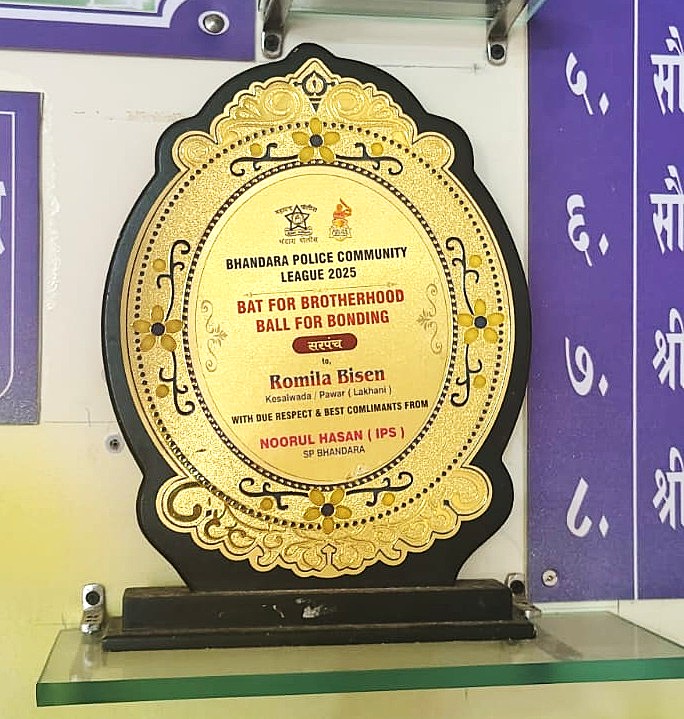 महाराष्ट्र पोलीस
भंडारा पोलीस
BHANDARA POLICE COMMUNITY
LEAGUE 2025
BAT FOR BROTHERHOOD
BALL FOR BONDING
सरपंच
to,
Romila Bisen
Kesalwada / Pawar ( Lakhani )
WITH DUE RESPECT & BEST COMLIMANTS FROM
NOORUL HASAN ( IPS )
SP BHANDARA
५. सौ
६. सौ
७. श्री
८. श्री